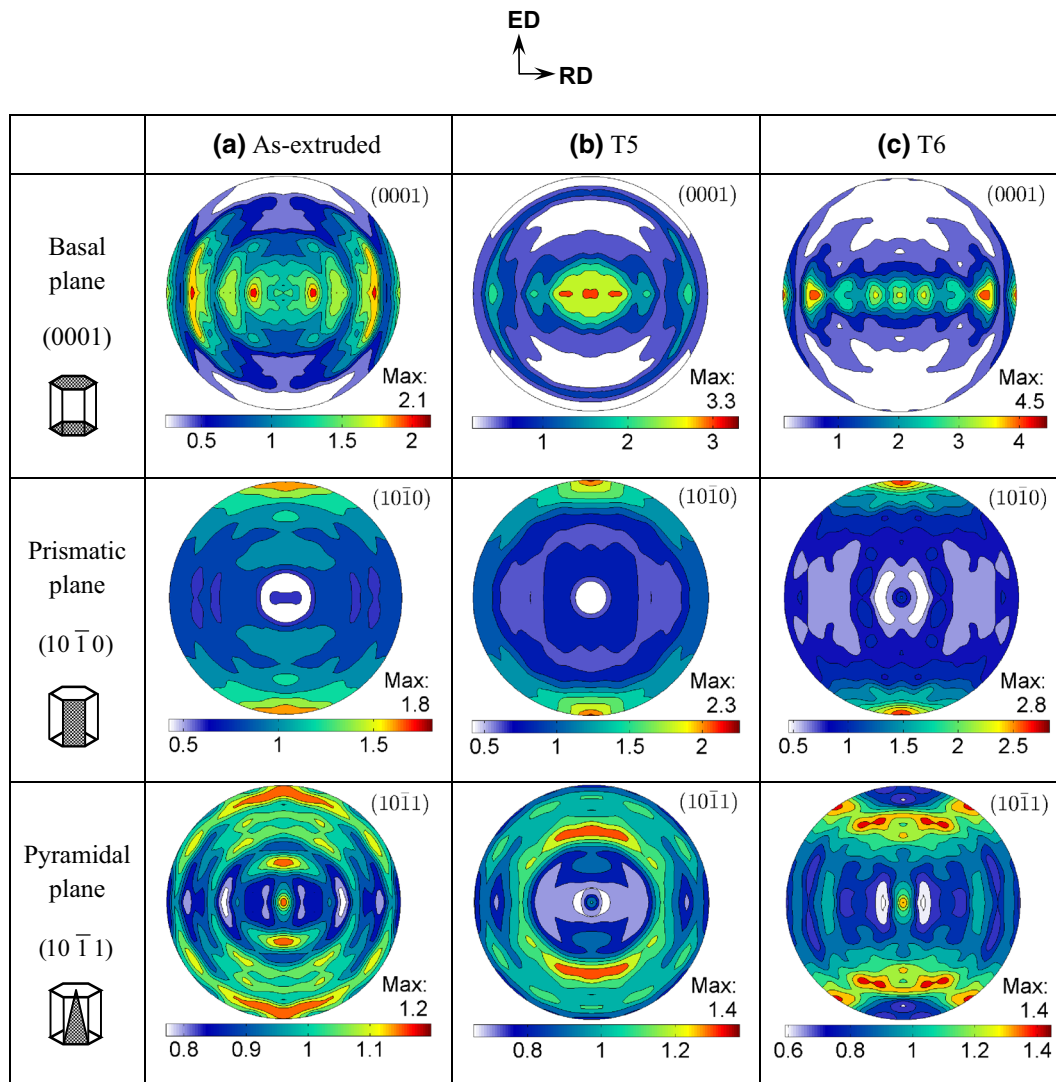 ED
RD
(a) As-extruded
(b) T5
(c) T6
Basal
plane
(0001)
(0001)
Max:
2.1
0.5 1 1.5 2
(0001)
Max:
3.3
1 2 3
(0001)
Max:
4.5
1 2 3 4
Prismatic
plane
(10 1̅ 0)
(101̅0)
Max:
1.8
0.5 1 1.5
(101̅0)
Max:
2.3
0.5 1 1.5 2
(101̅0)
Max:
2.8
0.5 1 1.5 2 2.5
Pyramidal
plane
(10 1̅ 1)
(101̅1)
Max:
1.2
0.8 0.9 1 1.1
(101̅1)
Max:
1.4
0.8 1 1.2
(101̅1)
Max:
1.4
0.6 0.8 1 1.2 1.4